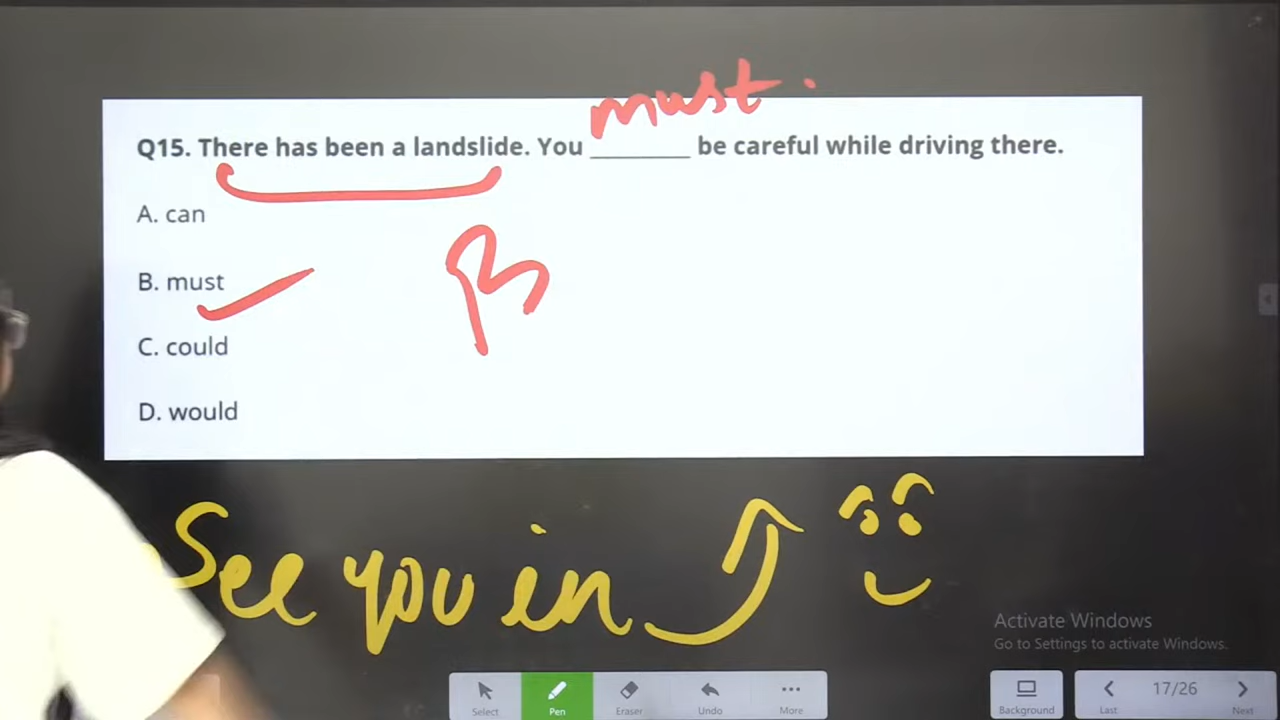 must.
Q15. There has been a landslide. You ________ be careful while driving there.
A. can
B. must
B
C. could
D. would
See you in
Activate Windows
Go to Settings to activate Windows.
Select Pen Eraser Undo More Background Last 17/26 Next